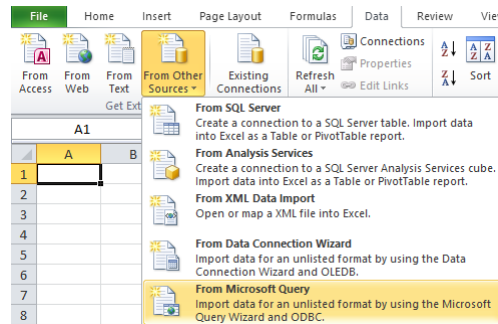 File Home Insert Page Layout Formulas Data Review
From Access
From Web
From Text
From Other Sources
Existing Connections
Refresh All
Connections
Properties
Edit Links
Sort
A1
A B
1
2
3
4
5
6
7
8
From SQL Server
Create a connection to a SQL Server table. Import data
into Excel as a Table or PivotTable report.
From Analysis Services
Create a connection to a SQL Server Analysis Services cube.
Import data into Excel as a Table or PivotTable report.
From XML Data Import
Open or map a XML file into Excel.
From Data Connection Wizard
Import data for an unlisted format by using the Data
Connection Wizard and OLEDB.
From Microsoft Query
Import data for an unlisted format by using the Microsoft
Query Wizard and ODBC.